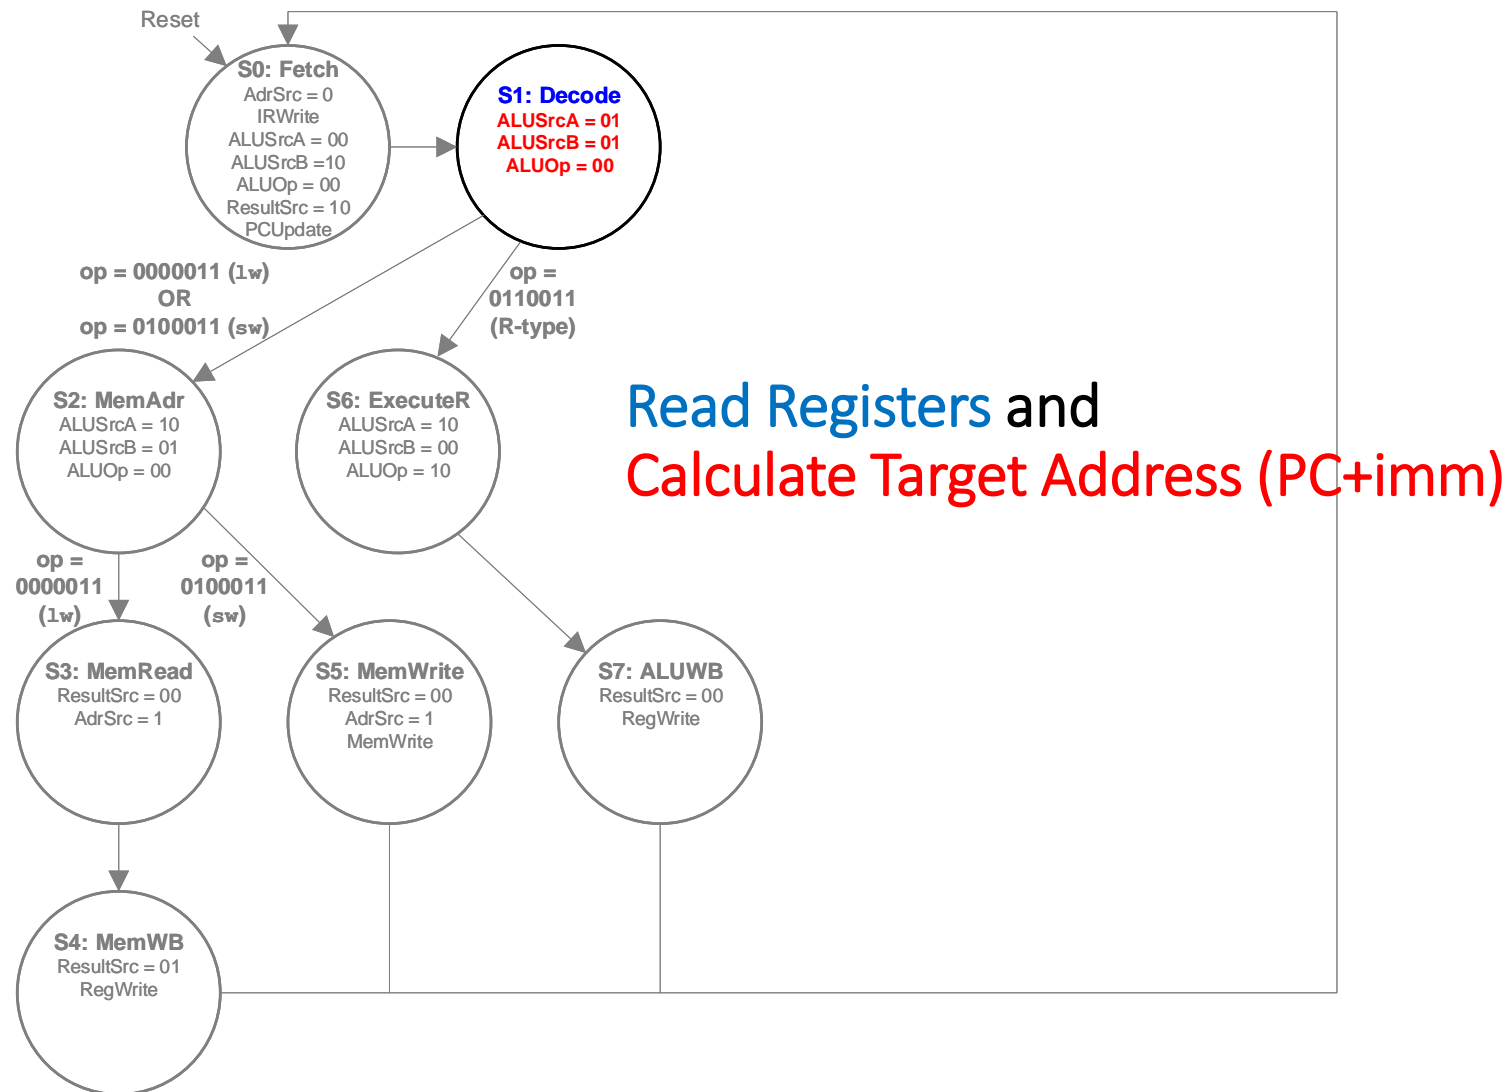 Reset
S0: Fetch
AdrSrc = 0
IRWrite
ALUSrcA = 00
ALUSrcB =10
ALUOp = 00
ResultSrc = 10
PCUpdate
S1: Decode
ALUSrcA = 01
ALUSrcB = 01
ALUOp = 00
op = 0000011 (lw)
OR
op = 0100011 (sw)
op =
0110011
(R-type)
S2: MemAdr
ALUSrcA = 10
ALUSrcB = 01
ALUOp = 00
S6: ExecuteR
ALUSrcA = 10
ALUSrcB = 00
ALUOp = 10
Read Registers and
Calculate Target Address (PC+imm)
op =
0000011
(lw)
op =
0100011
(sw)
S3: MemRead
ResultSrc = 00
AdrSrc = 1
S5: MemWrite
ResultSrc = 00
AdrSrc = 1
MemWrite
S7: ALUWB
ResultSrc = 00
RegWrite
S4: MemWB
ResultSrc = 01
RegWrite